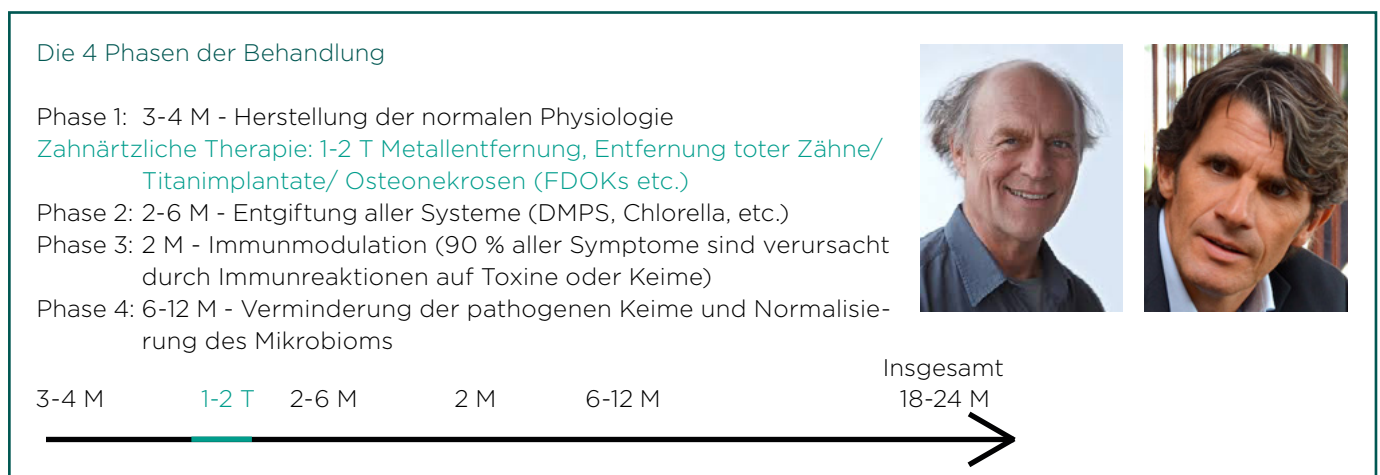 Die 4 Phasen der Behandlung
Phase 1: 3-4 M - Herstellung der normalen Physiologie
Zahnärtzliche Therapie: 1-2 T Metallentfernung, Entfernung toter Zähne/
Titanimplantate/ Osteonekrosen (FDOKs etc.)
Phase 2: 2-6 M - Entgiftung aller Systeme (DMPS, Chlorella, etc.)
Phase 3: 2 M - Immunmodulation (90 % aller Symptome sind verursacht
durch Immunreaktionen auf Toxine oder Keime)
Phase 4: 6-12 M - Verminderung der pathogenen Keime und Normalisie-
rung des Mikrobioms
Insgesamt
3-4 M 1-2 T 2-6 M 2 M 6-12 M 18-24 M